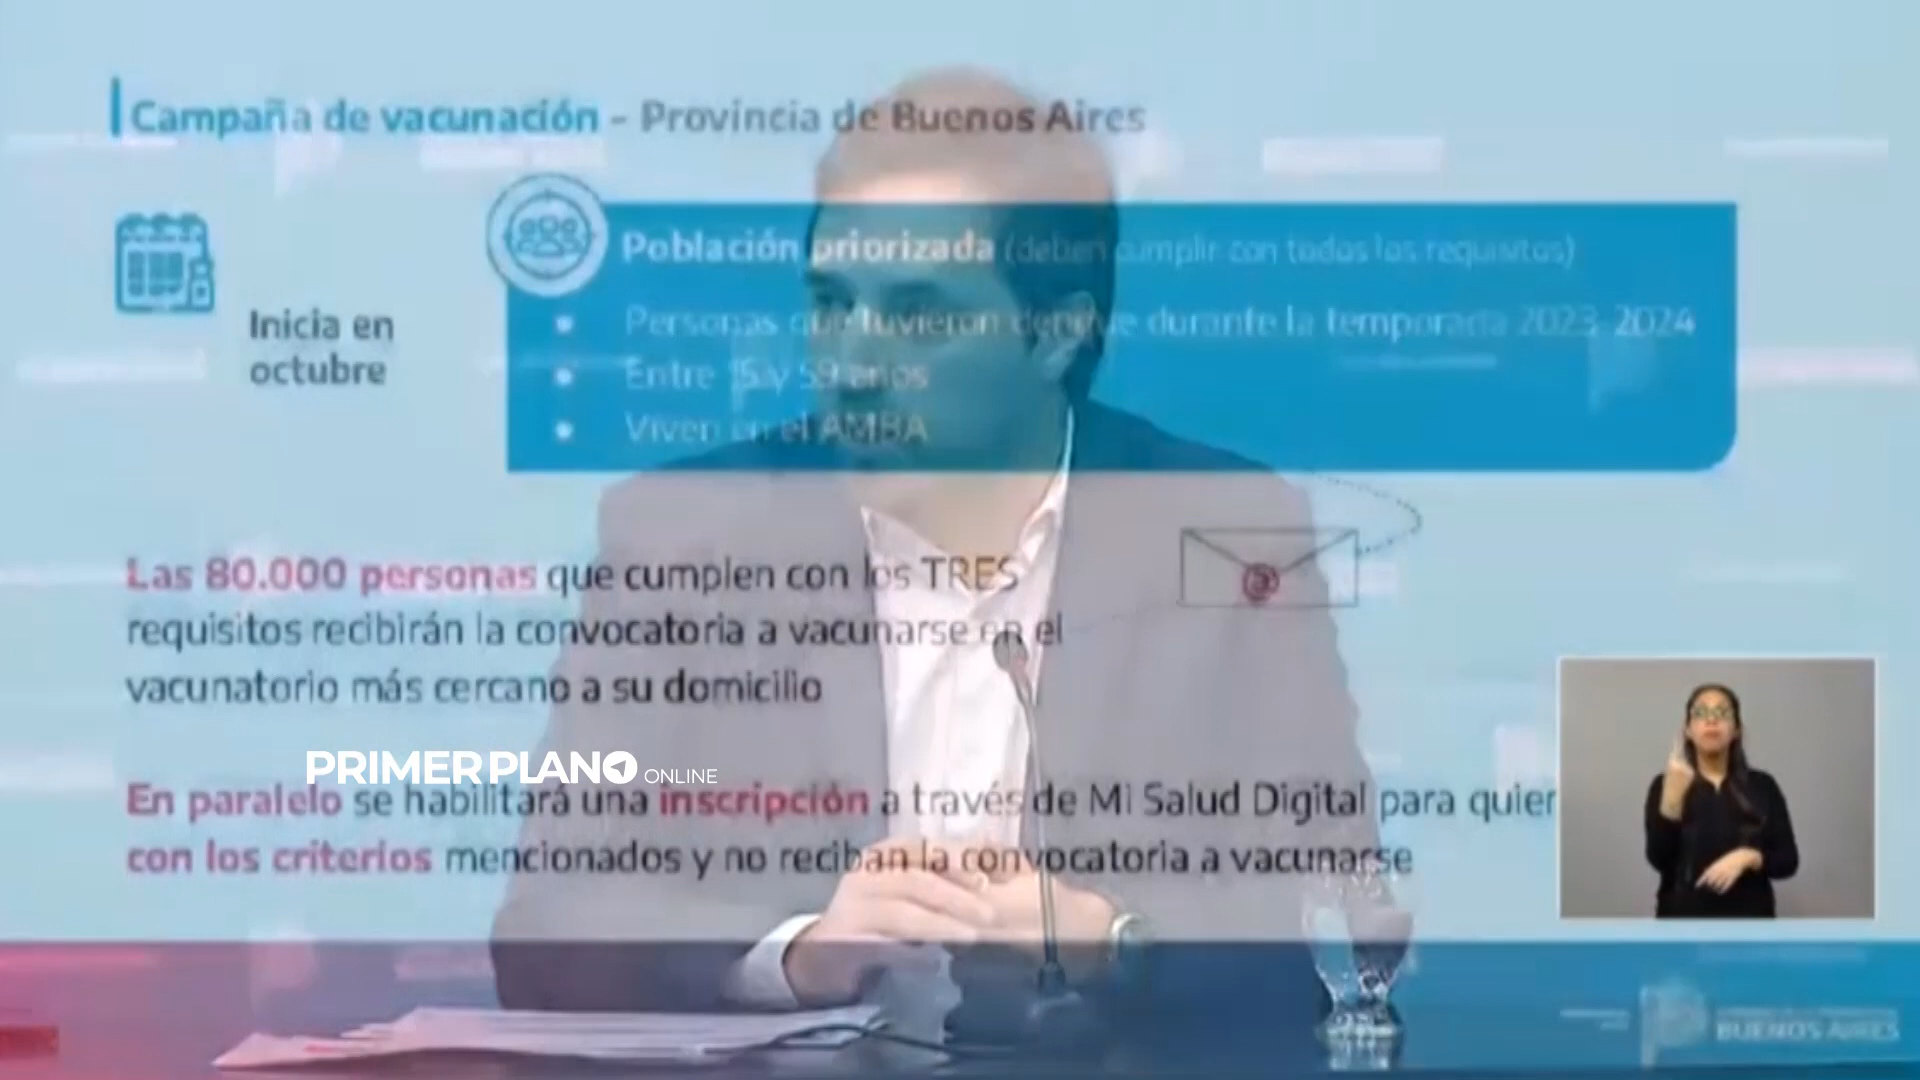 Campaña de vacunación - Provincia de Buenos Aires
Población priorizada (deben cumplir con todos los requisitos)
Inicia en
octubre
Personas que tuvieron dengue durante la temporada 2023-2024
Entre 15 y 59 años
Viven en el AMBA
Las 80.000 personas que cumplen con los TRES
requisitos recibirán la convocatoria a vacunarse en el
vacunatorio más cercano a su domicilio
@
PRIMER PLANO ONLINE
En paralelo se habilitará una inscripción a través de Mi Salud Digital para quien
con los criterios mencionados y no reciban la convocatoria a vacunarse
BUENOS AIRES